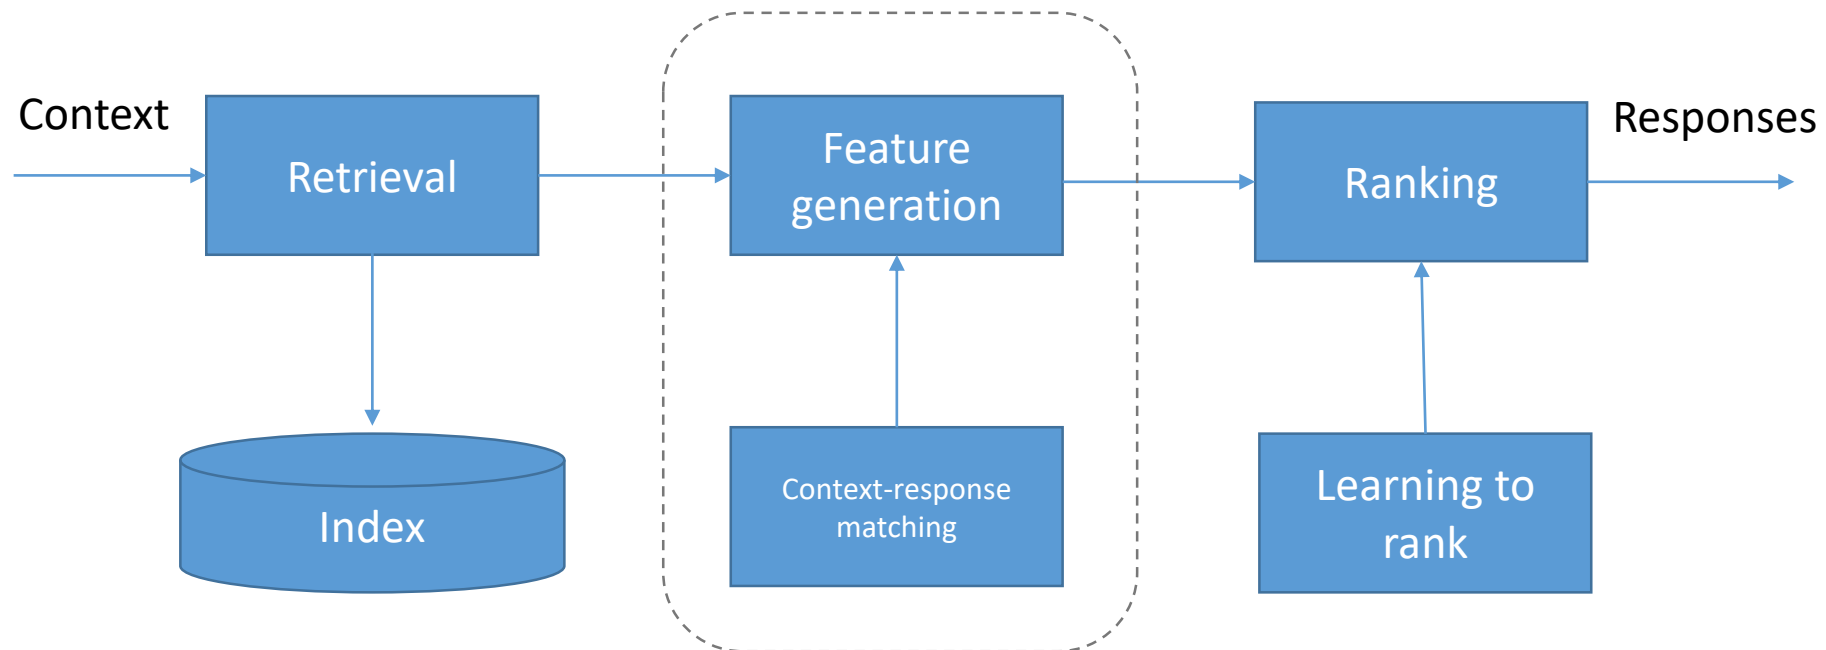 Context
Retrieval
Feature
generation
Ranking
Responses
Index
Context-response
matching
Learning to
rank